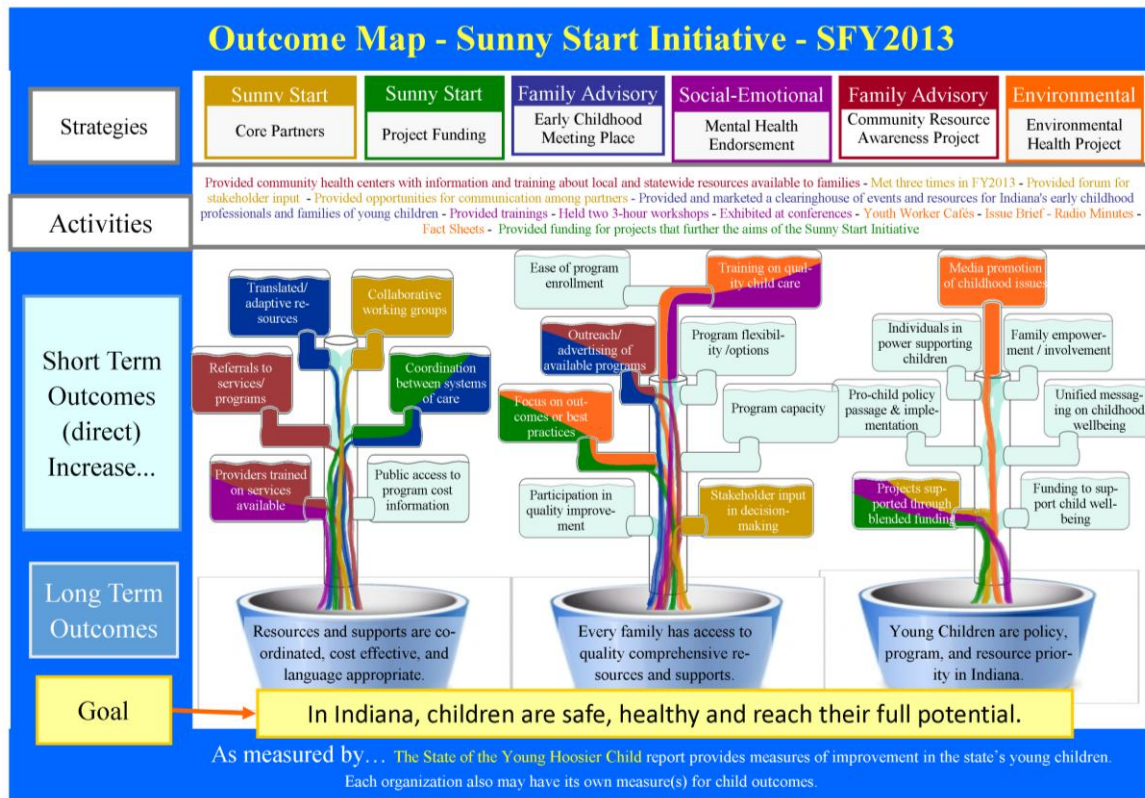 Outcome Map - Sunny Start Initiative - SFY2013
Strategies
Sunny Start
Core Partners
Sunny Start
Project Funding
Family Advisory
Early Childhood
Meeting Place
Social-Emotional
Mental Health
Endorsement
Family Advisory
Community Resource
Awareness Project
Environmental
Environmental
Health Project
Activities
Provided community health centers with information and training about local and statewide resources available to families - Met three times in FY2013 - Provided forum for
stakeholder input - Provided opportunities for communication among partners - Provided and marketed a clearinghouse of events and resources for Indiana's early childhood
professionals and families of young children - Provided trainings - Held two 3-hour workshops - Exhibited at conferences - Youth Worker Cafés - Issue Brief - Radio Minutes -
Fact Sheets - Provided funding for projects that further the aims of the Sunny Start Initiative
Short Term
Outcomes
(direct)
Increase...
Translated/
adaptive re-
sources
Collaborative
working groups
Referrals to
services/
programs
Coordination
between systems
of care
Providers trained
on services
available
Public access to
program cost
information
Ease of program
enrollment
Training on qual-
ity child care
Outreach/
advertising of
available programs
Program flexibil-
ity /options
Focus on out-
comes or best
practices
Program capacity
Participation in
quality improve-
ment
Stakeholder input
in decision-
making
Media promotion
of childhood issues
Individuals in
power supporting
children
Family empower-
ment / involvement
Pro-child policy
passage & imple-
mentation
Unified messag-
ing on childhood
wellbeing
Projects sup-
ported through
blended funding
Funding to sup-
port child well-
being
Long Term
Outcomes
Resources and supports are co-
ordinated, cost effective, and
language appropriate.
Every family has access to
quality comprehensive re-
sources and supports.
Young Children are policy,
program, and resource prior-
ity in Indiana.
Goal
In Indiana, children are safe, healthy and reach their full potential.
As measured by… The State of the Young Hoosier Child report provides measures of improvement in the state's young children.
Each organization also may have its own measure(s) for child outcomes.